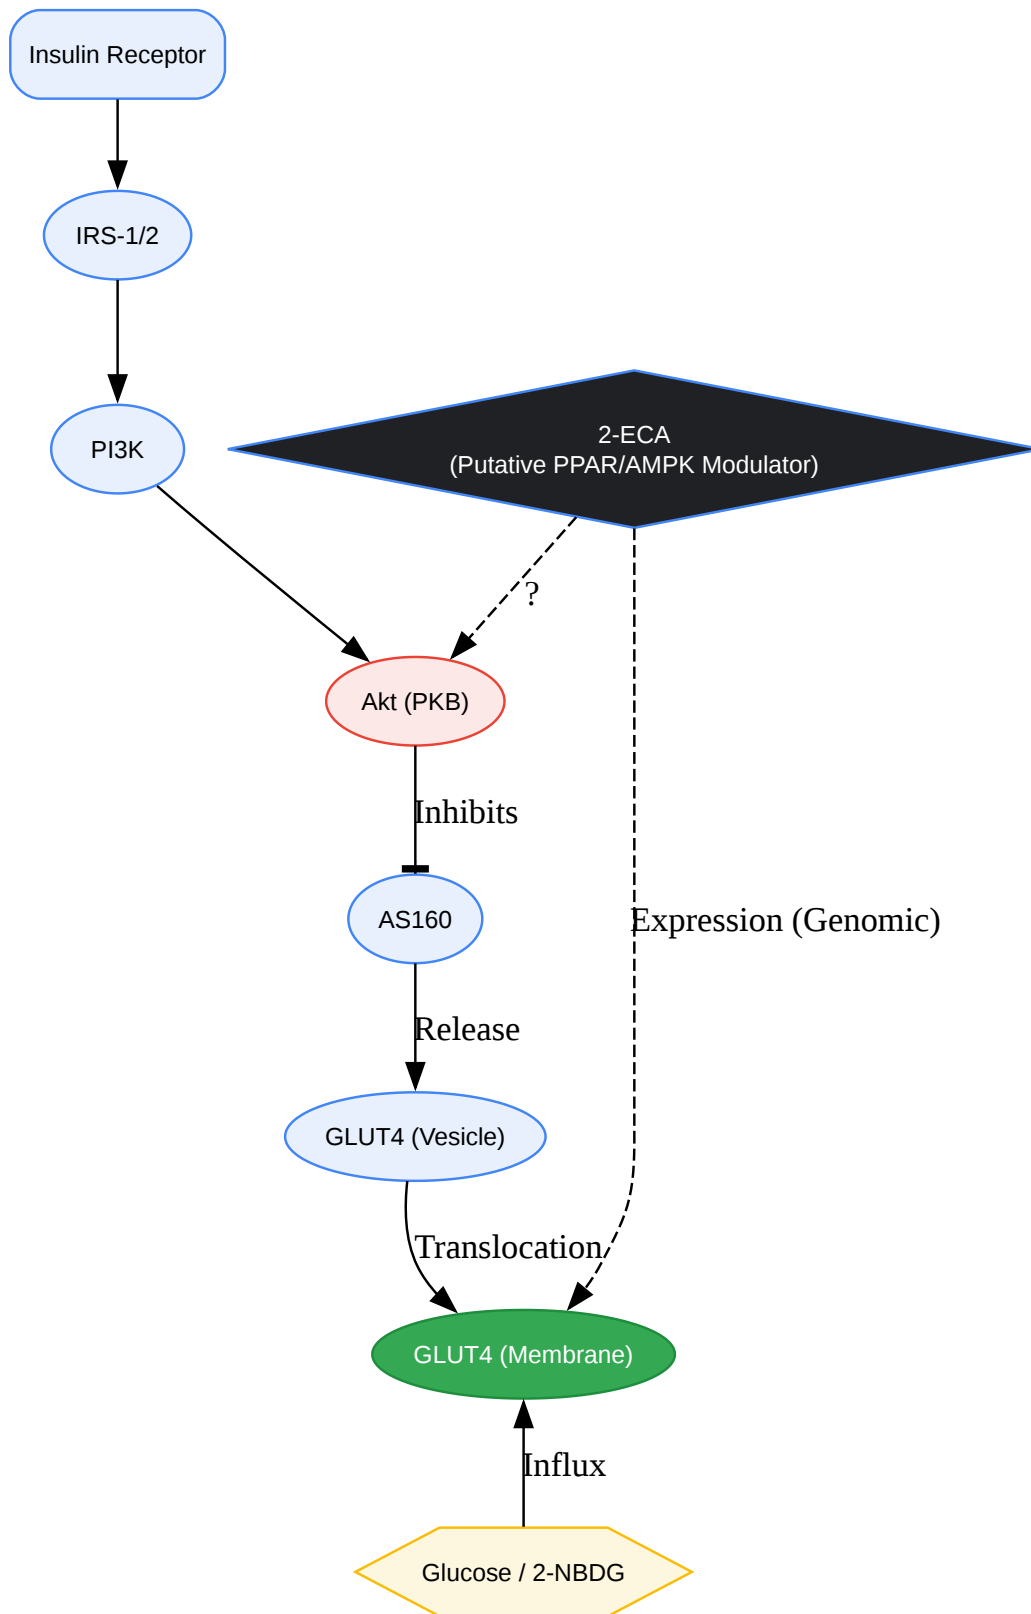 Insulin Receptor
IRS-1/2
PI3K
2-ECA
(Putative PPAR/AMPK Modulator)
?
Akt (PKB)
Inhibits
AS160
Expression (Genomic)
Release
GLUT4 (Vesicle)
Translocation
GLUT4 (Membrane)
Influx
Glucose / 2-NBDG